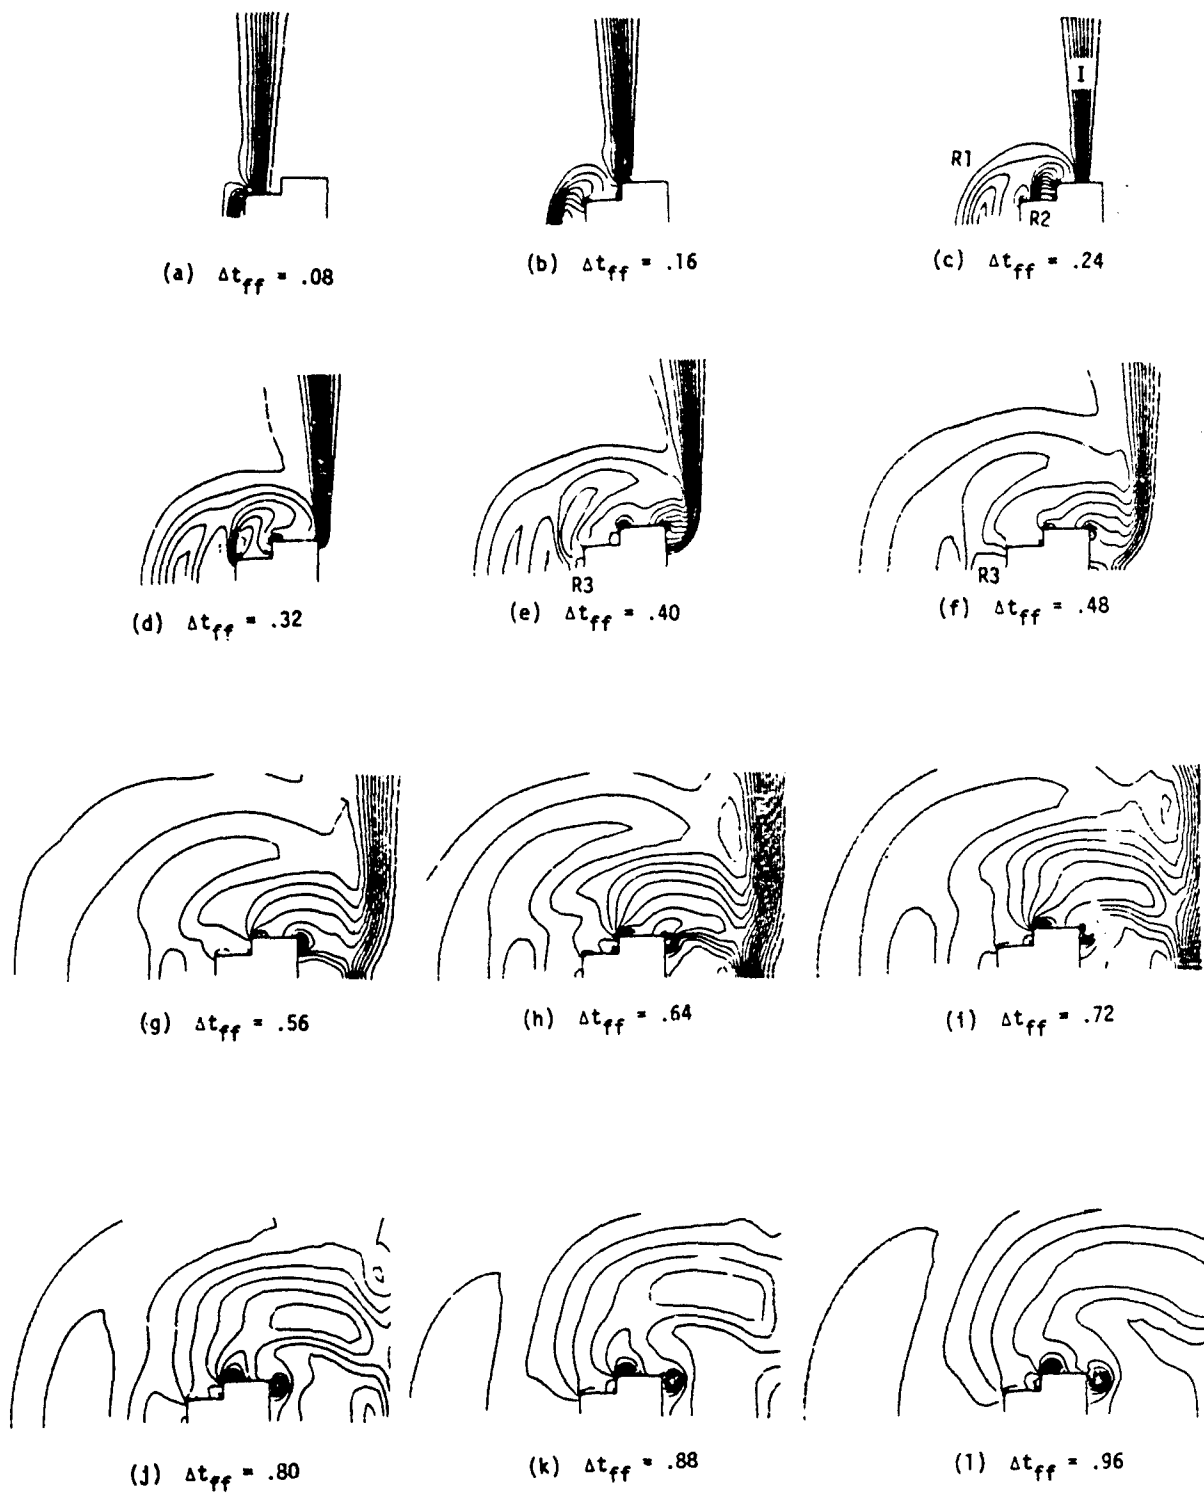 I
R1
R2
(a) Δt_ff = .08
(b) Δt_ff = .16
(c) Δt_ff = .24
R3
R3
(d) Δt_ff = .32
(e) Δt_ff = .40
(f) Δt_ff = .48
(g) Δt_ff = .56
(h) Δt_ff = .64
(i) Δt_ff = .72
(j) Δt_ff = .80
(k) Δt_ff = .88
(l) Δt_ff = .96